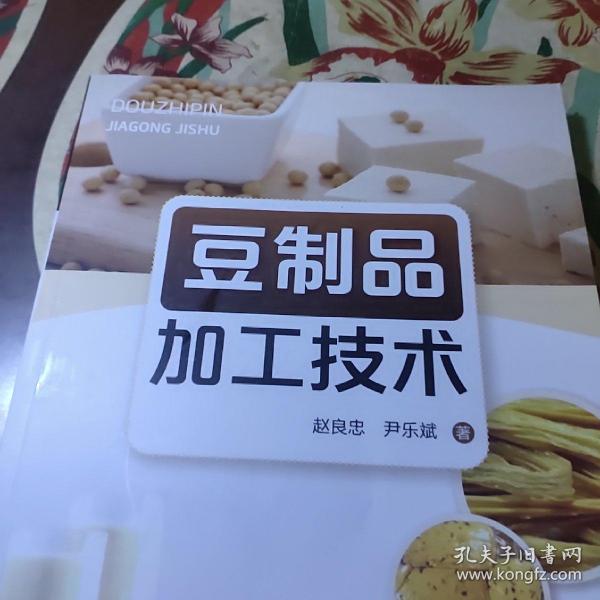 DOUZHIPIN
JIAGONG JISHU
豆制品
加工技术
赵良忠 尹乐斌 著
孔夫子旧書网
www.kongfz.com